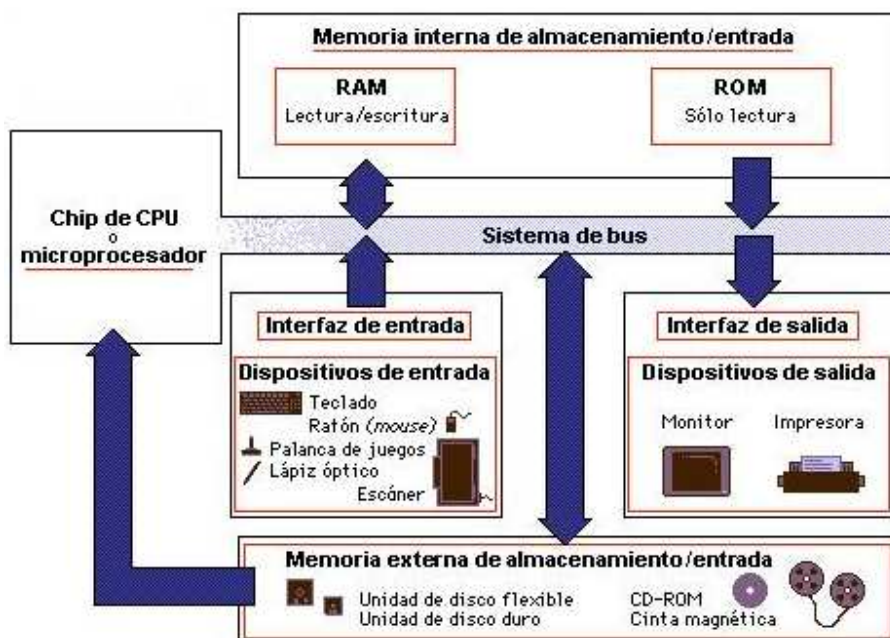 Memoria interna de almacenamiento/entrada
RAM
Lectura/escritura
ROM
Sólo lectura
Chip de CPU
o
microprocesador
Sistema de bus
Interfaz de entrada
Dispositivos de entrada
Teclado
Ratón (mouse)
Palanca de juegos
Lápiz óptico
Escáner
Interfaz de salida
Dispositivos de salida
Monitor
Impresora
Memoria externa de almacenamiento/entrada
Unidad de disco flexible
Unidad de disco duro
CD-ROM
Cinta magnética